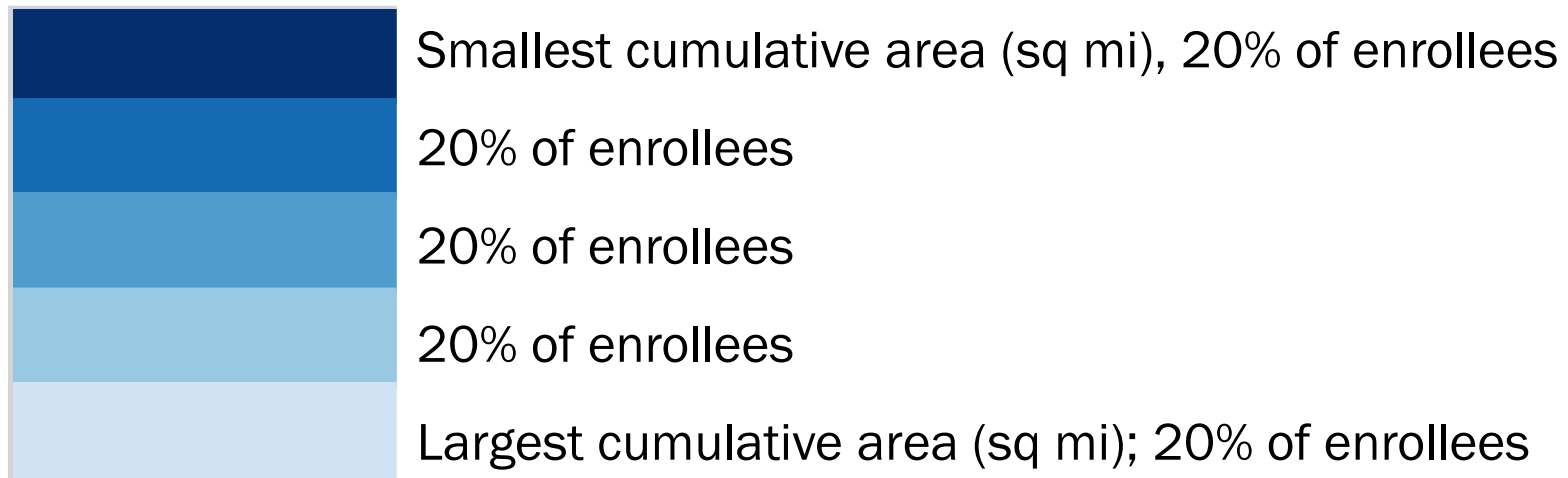 Smallest cumulative area (sq mi), 20% of enrollees
20% of enrollees
20% of enrollees
20% of enrollees
Largest cumulative area (sq mi); 20% of enrollees